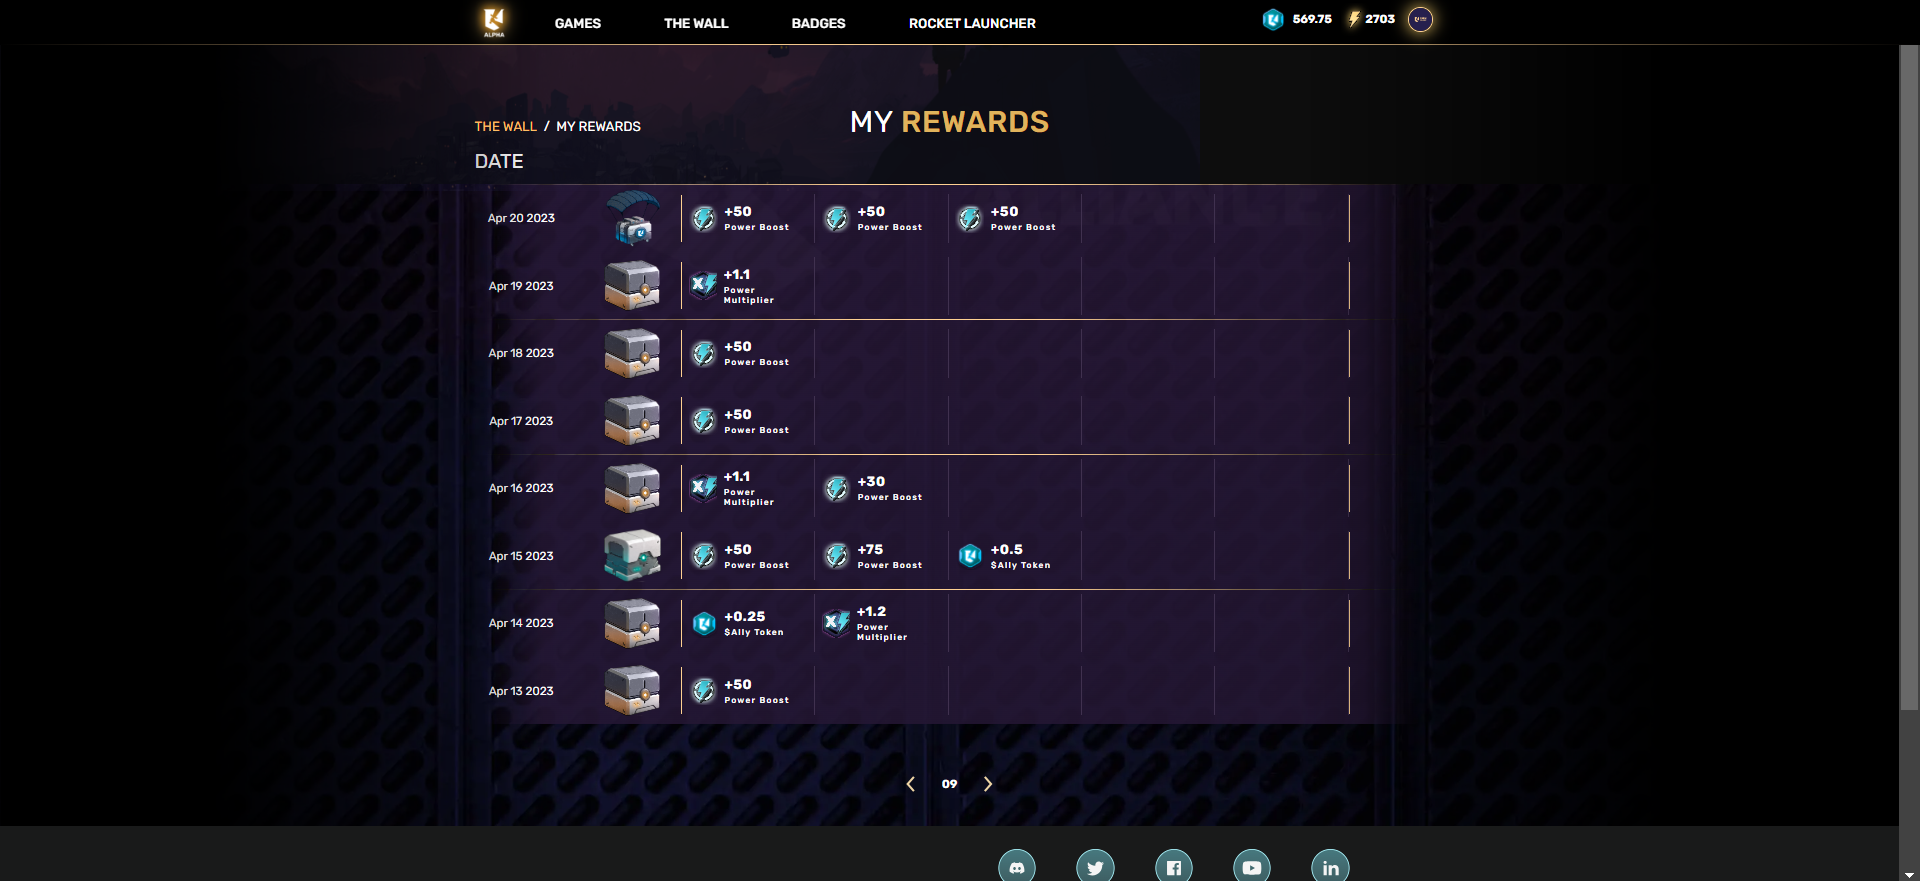 ALPHA
GAMES
THE WALL
BADGES
ROCKET LAUNCHER
569.75
2703
MY REWARDS
THE WALL / MY REWARDS
DATE
Apr 20 2023
+50
Power Boost
+50
Power Boost
+50
Power Boost
Apr 19 2023
+1.1
Power
Multiplier
Apr 18 2023
+50
Power Boost
Apr 17 2023
+50
Power Boost
Apr 16 2023
+1.1
Power
Multiplier
+30
Power Boost
Apr 15 2023
+50
Power Boost
+75
Power Boost
+0.5
$Ally Token
Apr 14 2023
+0.25
$Ally Token
+1.2
Power
Multiplier
Apr 13 2023
+50
Power Boost
09